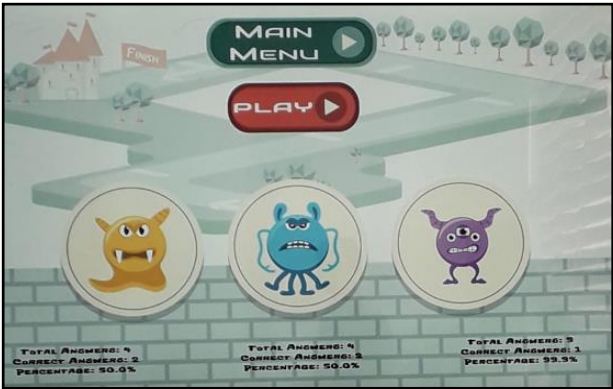 FINISH
MAIN
MENU
PLAY
TOTAL ANSWERS: 4
CORRECT ANSWERS: 2
PERCENTAGE: 50.0%
TOTAL ANSWERS: 4
CORRECT ANSWERS: 2
PERCENTAGE: 50.0%
TOTAL ANSWERS: 3
CORRECT ANSWERS: 1
PERCENTAGE: 33.3%